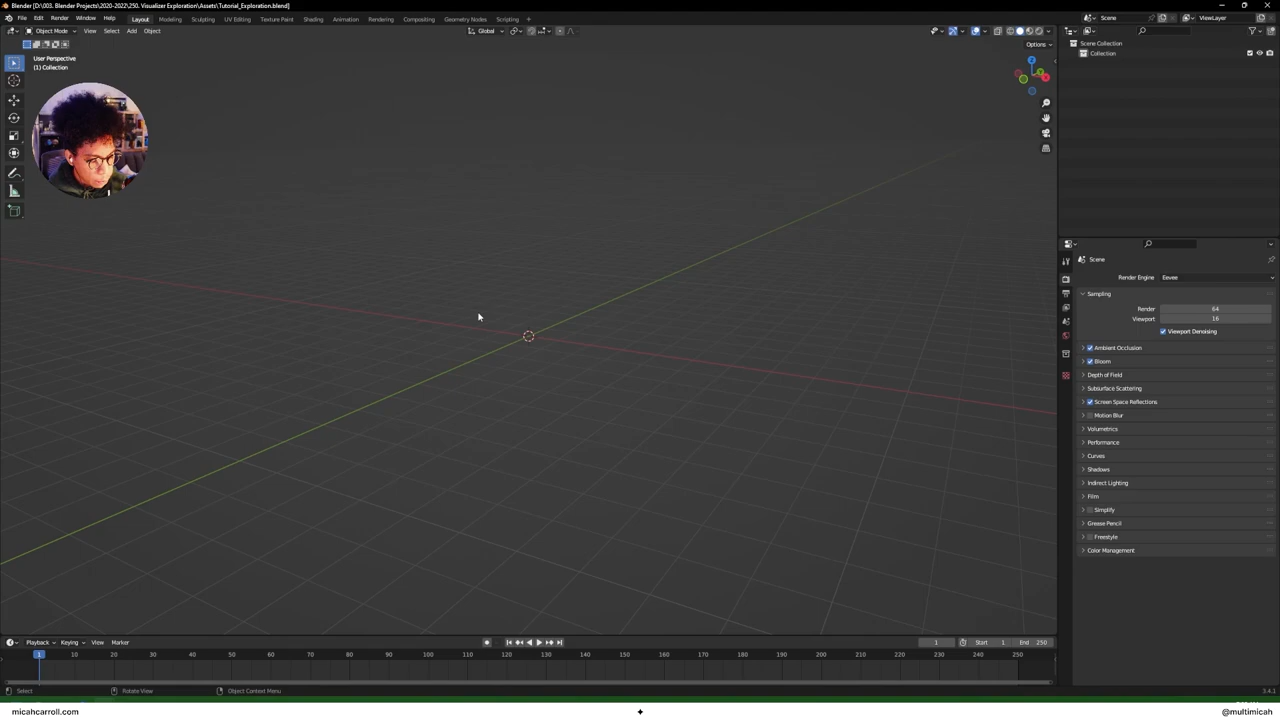 Blender [D:\003. Blender Projects\2020-2022\250. Visualizer Exploration\Assets\Tutorial_Exploration.blend]
File Edit Render Window Help Layout Modeling Sculpting UV Editing Texture Paint Shading Animation Rendering Compositing Geometry Nodes Scripting + Scene ViewLayer
Object Mode View Select Add Object Global
Options
User Perspective
(1) Collection
Z
Y
X
Scene Collection
Collection
Scene
Render Engine Eevee
Sampling
Render 64
Viewport 16
Viewport Denoising
Ambient Occlusion
Bloom
Depth of Field
Subsurface Scattering
Screen Space Reflections
Motion Blur
Volumetrics
Performance
Curves
Shadows
Indirect Lighting
Film
Simplify
Grease Pencil
Freestyle
Color Management
Playback Keying View Marker 1 Start 1 End 250
1 10 20 30 40 50 60 70 80 90 100 110 120 130 140 150 160 170 180 190 200 210 220 230 240 250
Select Rotate View Object Context Menu 3.4.1
micahcarroll.com @multimicah